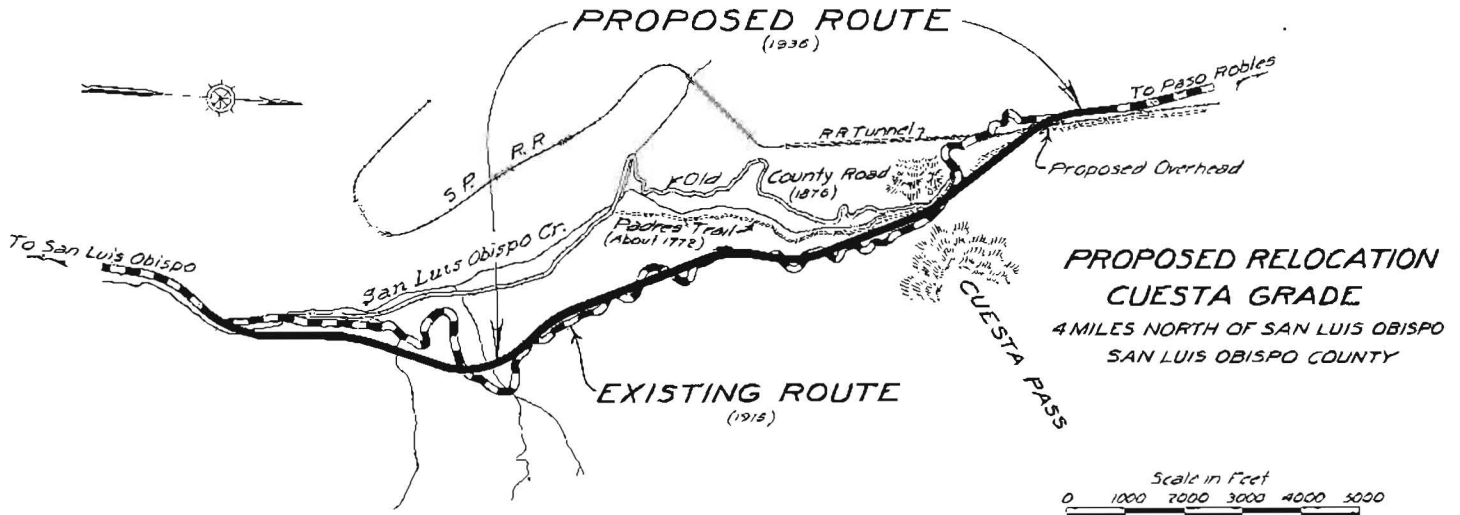 PROPOSED ROUTE
(1936)
To Paso Robles
R R Tunnel
S.P. R.R
Old County Road
(1876)
Proposed Overhead
Padres' Trail
(About 1772)
San Luis Obispo Cr.
To San Luis Obispo
PROPOSED RELOCATION
CUESTA GRADE
4 MILES NORTH OF SAN LUIS OBISPO
SAN LUIS OBISPO COUNTY
CUESTA PASS
EXISTING ROUTE
(1915)
Scale in Feet
0 1000 2000 3000 4000 5000